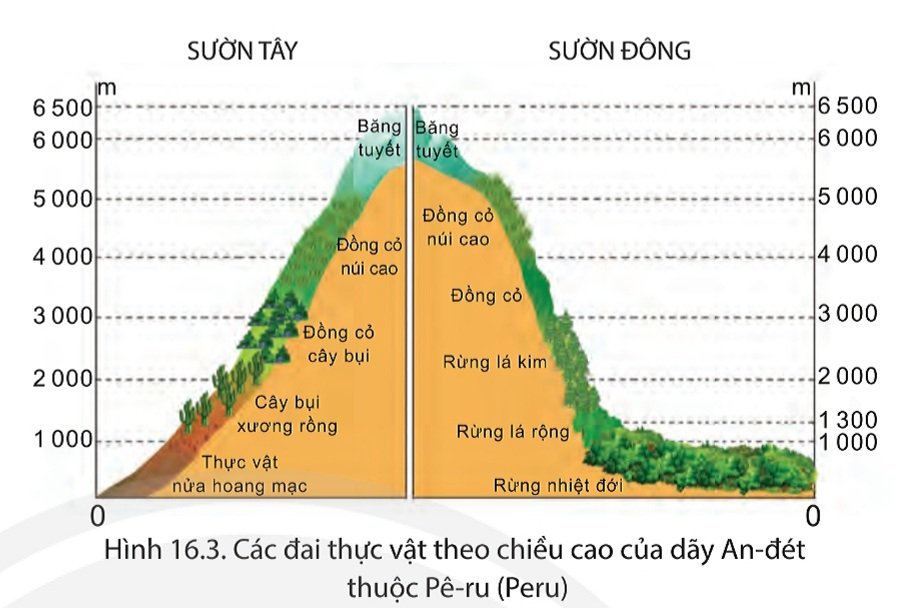 SƯỜN TÂY
SƯỜN ĐÔNG
m
m
6 500
6 500
Băng
tuyết
Băng
tuyết
6 000
6 000
5 000
5 000
Đồng cỏ
núi cao
Đồng cỏ
núi cao
4 000
4 000
Đồng cỏ
3 000
3 000
Đồng cỏ
cây bụi
Rừng lá kim
2 000
2 000
Cây bụi
xương rồng
1 300
Rừng lá rộng
1 000
1 000
Thực vật
nửa hoang mạc
Rừng nhiệt đới
0
0
Hình 16.3. Các đai thực vật theo chiều cao của dãy An-đét
thuộc Pê-ru (Peru)